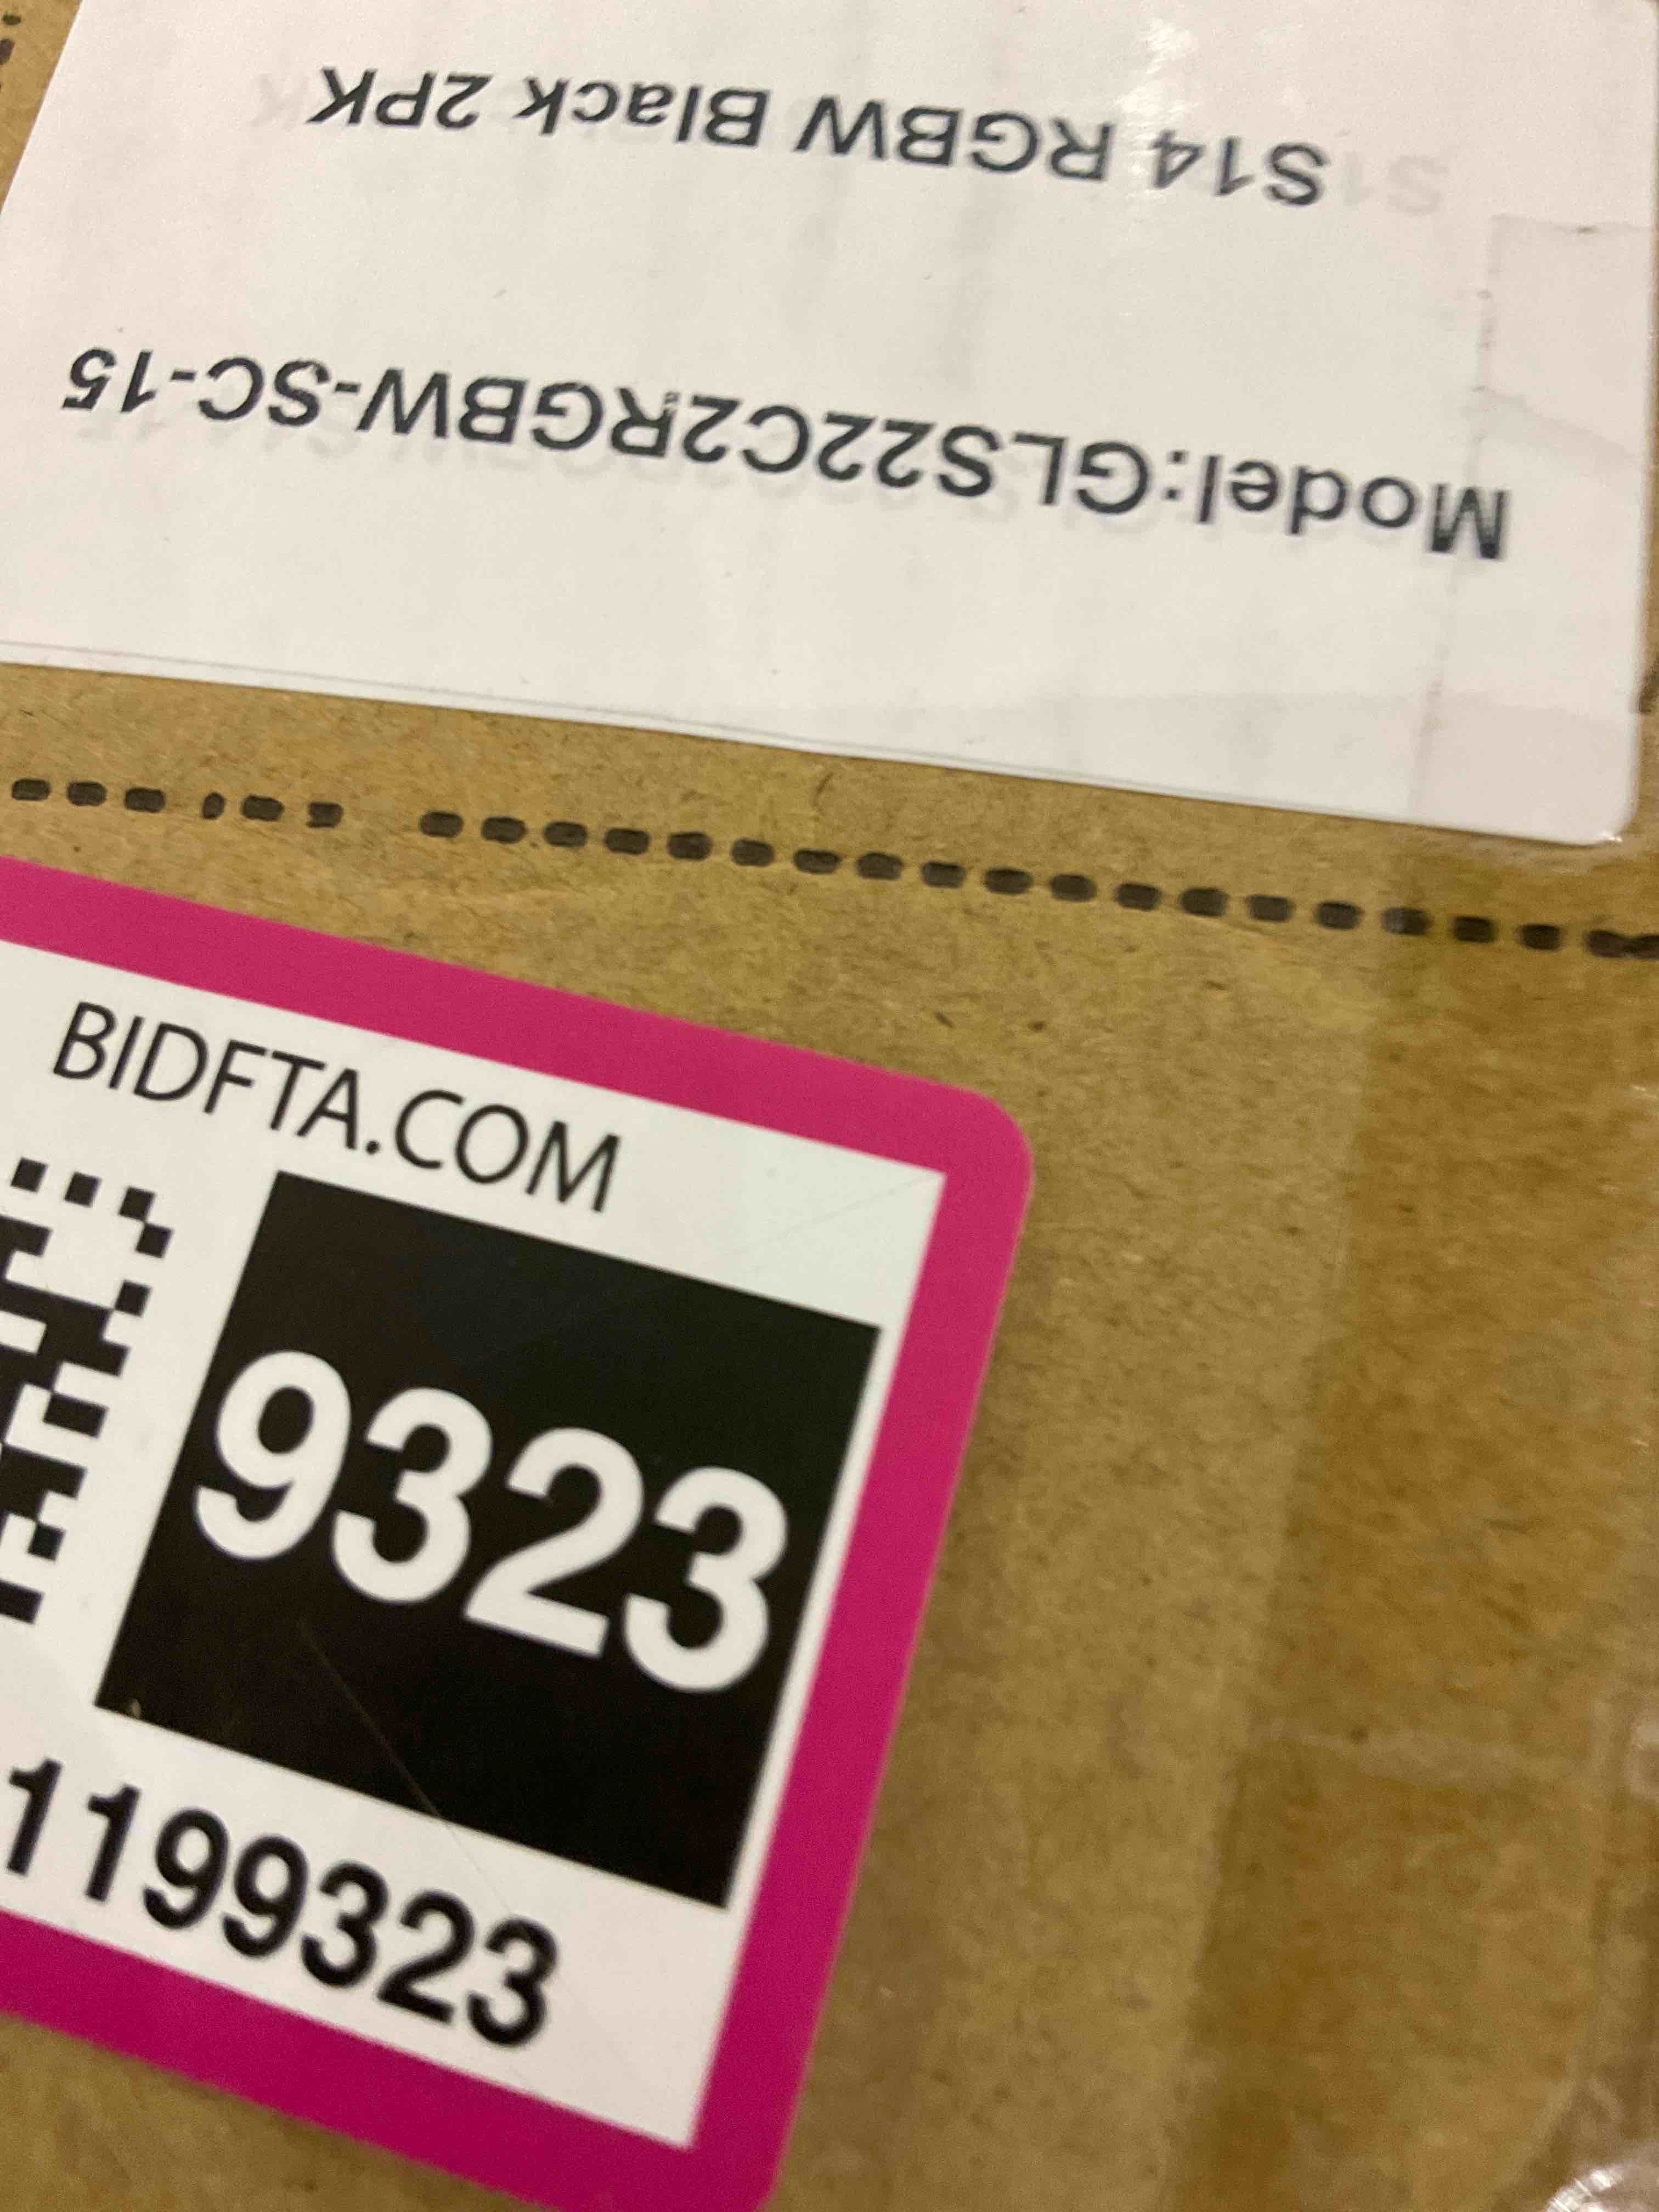 Model:GLS22C2RGBW-SC-15
S14 RGBW Black 2PK
BIDFTA.COM
9323
1199323